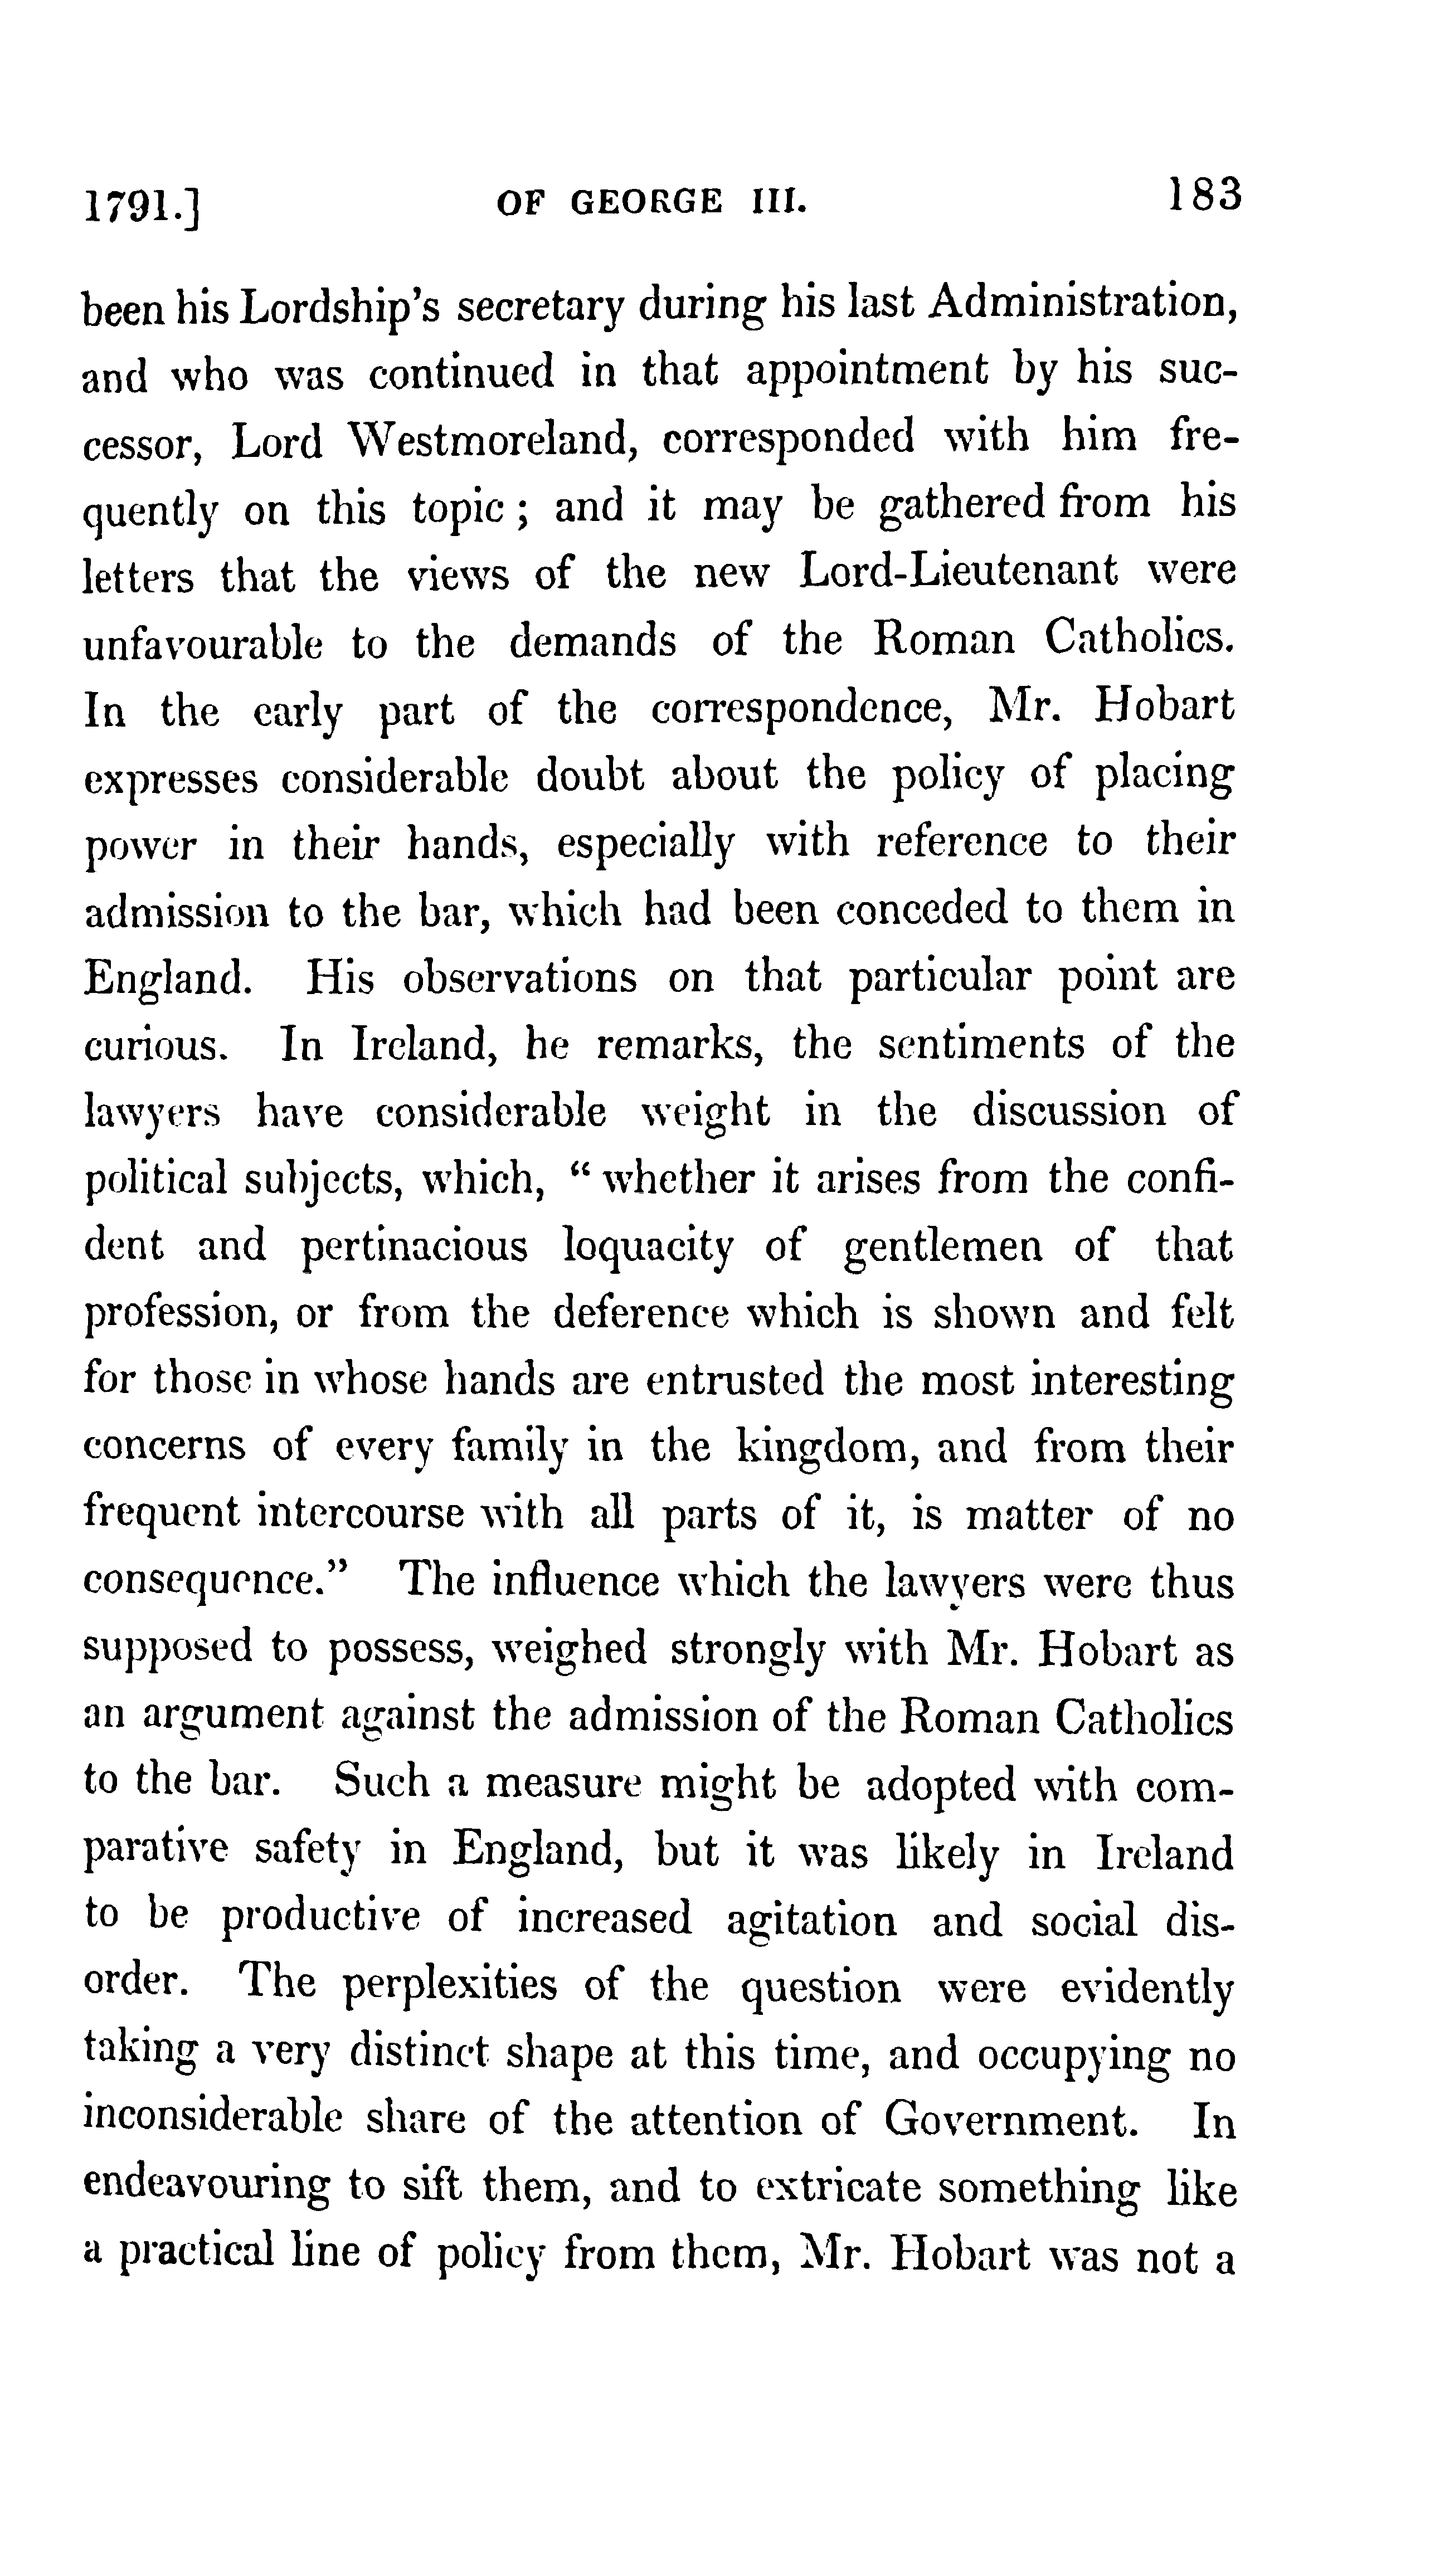 1791.] OF GEORGE III. 183
been his Lordship's secretary during his last Administration,
and who was continued in that appointment by his suc-
cessor, Lord Westmoreland, corresponded with him fre-
quently on this topic; and it may be gathered from his
letters that the views of the new Lord-Lieutenant were
unfavourable to the demands of the Roman Catholics.
In the early part of the correspondence, Mr. Hobart
expresses considerable doubt about the policy of placing
power in their hands, especially with reference to their
admission to the bar, which had been conceded to them in
England. His observations on that particular point are
curious. In Ireland, he remarks, the sentiments of the
lawyers have considerable weight in the discussion of
political subjects, which, "whether it arises from the confi-
dent and pertinacious loquacity of gentlemen of that
profession, or from the deference which is shown and felt
for those in whose hands are entrusted the most interesting
concerns of every family in the kingdom, and from their
frequent intercourse with all parts of it, is matter of no
consequence." The influence which the lawyers were thus
supposed to possess, weighed strongly with Mr. Hobart as
an argument against the admission of the Roman Catholics
to the bar. Such a measure might be adopted with com-
parative safety in England, but it was likely in Ireland
to be productive of increased agitation and social dis-
order. The perplexities of the question were evidently
taking a very distinct shape at this time, and occupying no
inconsiderable share of the attention of Government. In
endeavouring to sift them, and to extricate something like
a practical line of policy from them, Mr. Hobart was not a